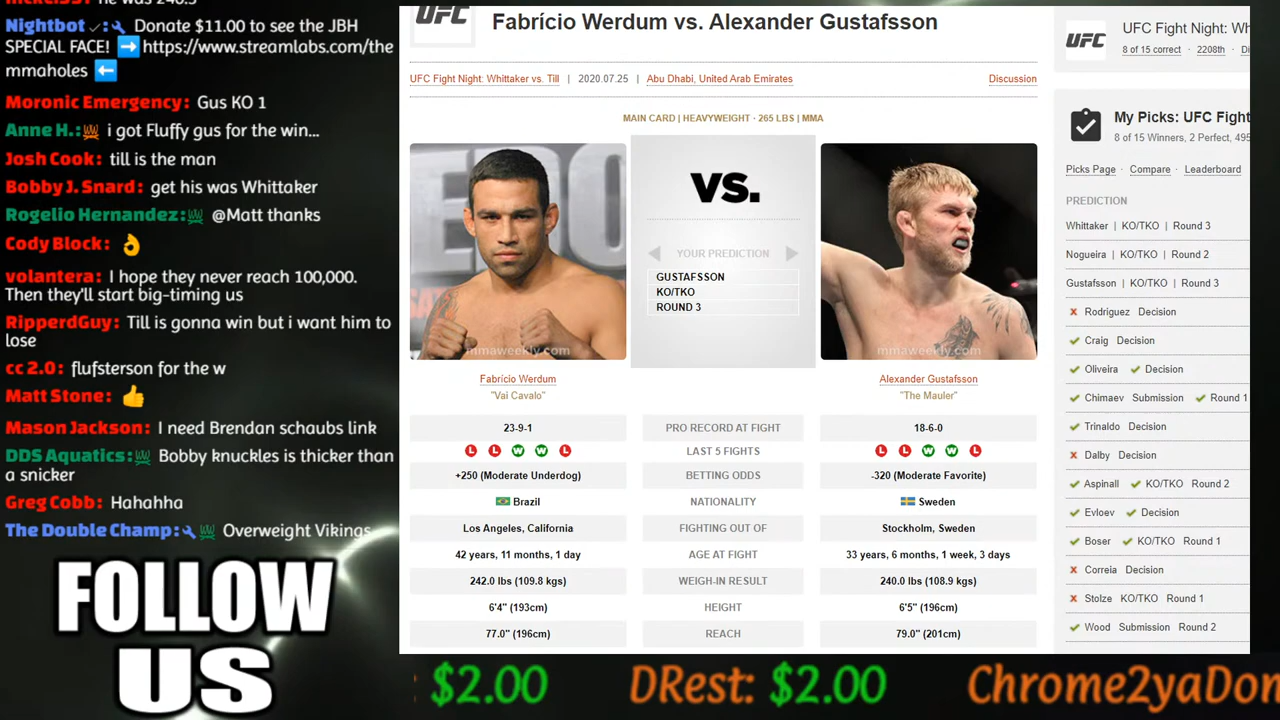 he was 240.5
Nightbot ✓: Donate $11.00 to see the JBH
SPECIAL FACE! ➡ https://www.streamlabs.com/the
mmaholes ⬅
Moronic Emergency: Gus KO 1
Anne H.: i got Fluffy gus for the win...
Josh Cook: till is the man
Bobby J. Snard: get his was Whittaker
Rogelio Hernandez: @Matt thanks
Cody Block: 👌
volantera: I hope they never reach 100,000.
Then they'll start big-timing us
RipperdGuy: Till is gonna win but i want him to
lose
cc 2.0: flufsterson for the w
Matt Stone: 👍
Mason Jackson: I need Brendan schaubs link
DDS Aquatics: Bobby knuckles is thicker than
a snicker
Greg Cobb: Hahahha
The Double Champ: Overweight Vikings
FOLLOW
US
UFC
Fabrício Werdum vs. Alexander Gustafsson
UFC Fight Night: Whittaker vs. Till | 2020.07.25 | Abu Dhabi, United Arab Emirates
Discussion
MAIN CARD | HEAVYWEIGHT · 265 LBS | MMA
VS.
YOUR PREDICTION
GUSTAFSSON
KO/TKO
ROUND 3
mmaweekly.com
mmaweekly.com
Fabrício Werdum
"Vai Cavalo"
Alexander Gustafsson
"The Mauler"
23-9-1 PRO RECORD AT FIGHT 18-6-0
L L W W L LAST 5 FIGHTS L L W W L
+250 (Moderate Underdog) BETTING ODDS -320 (Moderate Favorite)
Brazil NATIONALITY Sweden
Los Angeles, California FIGHTING OUT OF Stockholm, Sweden
42 years, 11 months, 1 day AGE AT FIGHT 33 years, 6 months, 1 week, 3 days
242.0 lbs (109.8 kgs) WEIGH-IN RESULT 240.0 lbs (108.9 kgs)
6'4" (193cm) HEIGHT 6'5" (196cm)
77.0" (196cm) REACH 79.0" (201cm)
UFC
UFC Fight Night: Wh
8 of 15 correct · 2208th · Di
My Picks: UFC Fight
8 of 15 Winners, 2 Perfect, 495
Picks Page · Compare · Leaderboard
PREDICTION
Whittaker | KO/TKO | Round 3
Nogueira | KO/TKO | Round 2
Gustafsson | KO/TKO | Round 3
Rodriguez Decision
Craig Decision
Oliveira Decision
Chimaev Submission Round 1
Trinaldo Decision
Dalby Decision
Aspinall KO/TKO Round 2
Evloev Decision
Boser KO/TKO Round 1
Correia Decision
Stolze KO/TKO Round 1
Wood Submission Round 2
: $2.00 DRest: $2.00 Chrome2yaDom